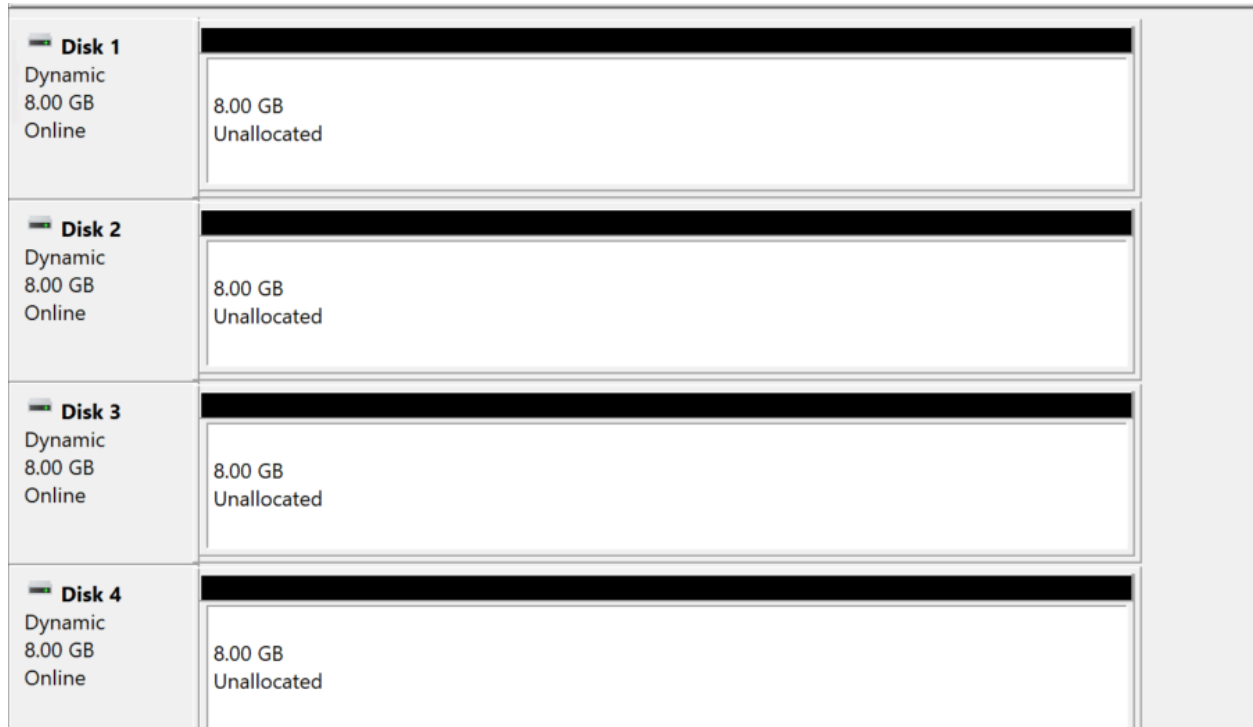 Disk 1
Dynamic
8.00 GB
Online
8.00 GB
Unallocated
Disk 2
Dynamic
8.00 GB
Online
8.00 GB
Unallocated
Disk 3
Dynamic
8.00 GB
Online
8.00 GB
Unallocated
Disk 4
Dynamic
8.00 GB
Online
8.00 GB
Unallocated